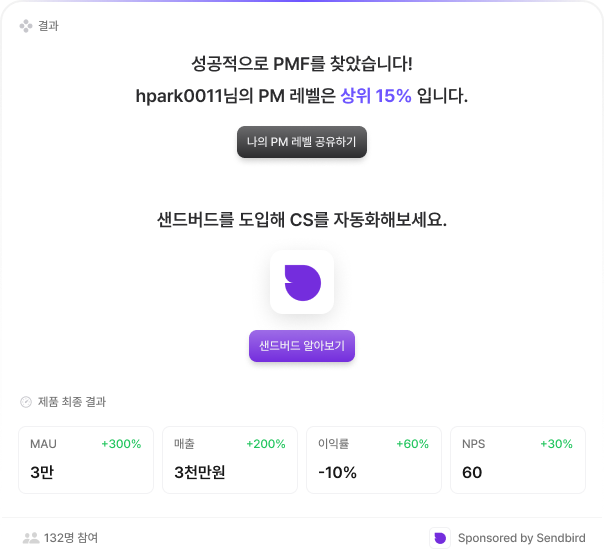 결과
성공적으로 PMF를 찾았습니다!
hpark0011님의 PM 레벨은 상위 15% 입니다.
나의 PM 레벨 공유하기
샌드버드를 도입해 CS를 자동화해보세요.
샌드버드 알아보기
제품 최종 결과
MAU +300%
3만
매출 +200%
3천만원
이익률 +60%
-10%
NPS +30%
60
132명 참여
Sponsored by Sendbird